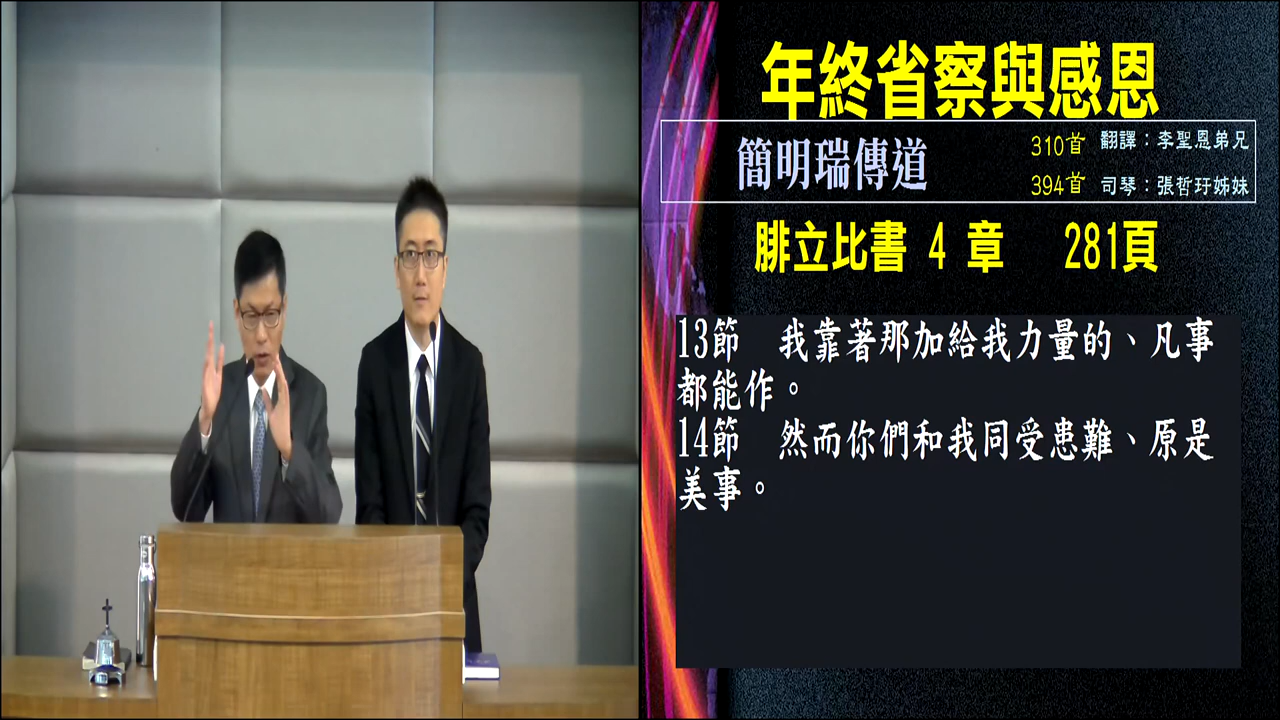 年終省察與感恩
簡明瑞傳道
310首 翻譯：李聖恩弟兄
394首 司琴：張哲玗姊妹
腓立比書 4 章 281頁
13節 我靠著那加給我力量的、凡事
都能作。
14節 然而你們和我同受患難、原是
美事。